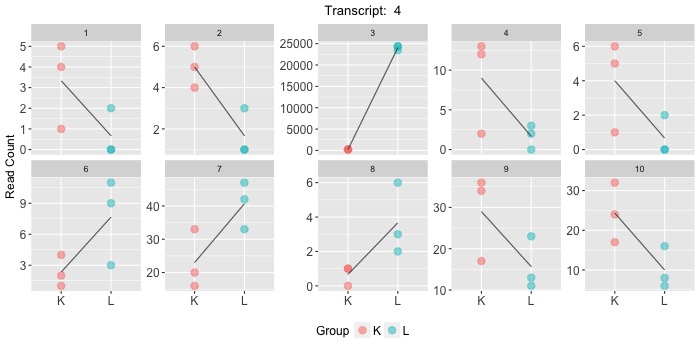 Transcript: 4
1 2 3 4 5
5 6 25000 10 6
4 20000 4
3 4 15000 5 2
2 10000
1 2 5000
0 0 0 0
6 7 8 9 10
9 40 6 30 30
6 30 4 20 20
3 20 2 10 10
0
K L K L K L K L K L
Read Count
Group K L